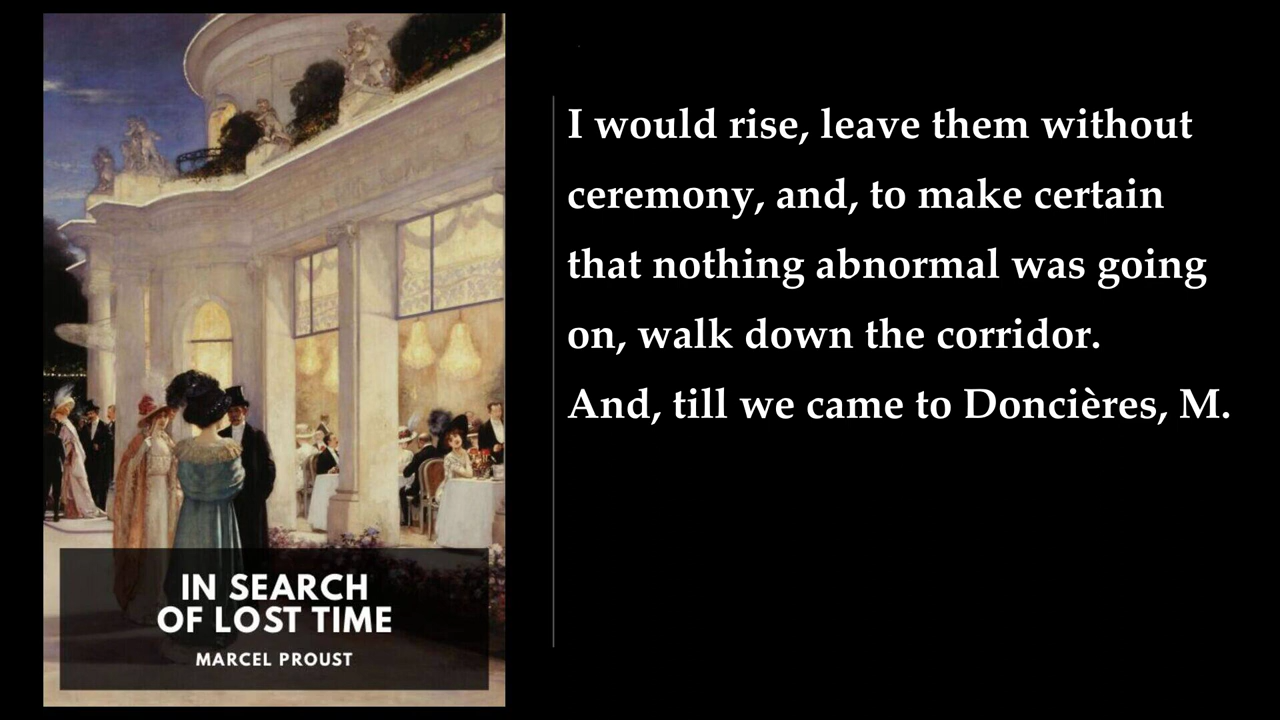 IN SEARCH
OF LOST TIME
MARCEL PROUST
I would rise, leave them without
ceremony, and, to make certain
that nothing abnormal was going
on, walk down the corridor.
And, till we came to Doncières, M.